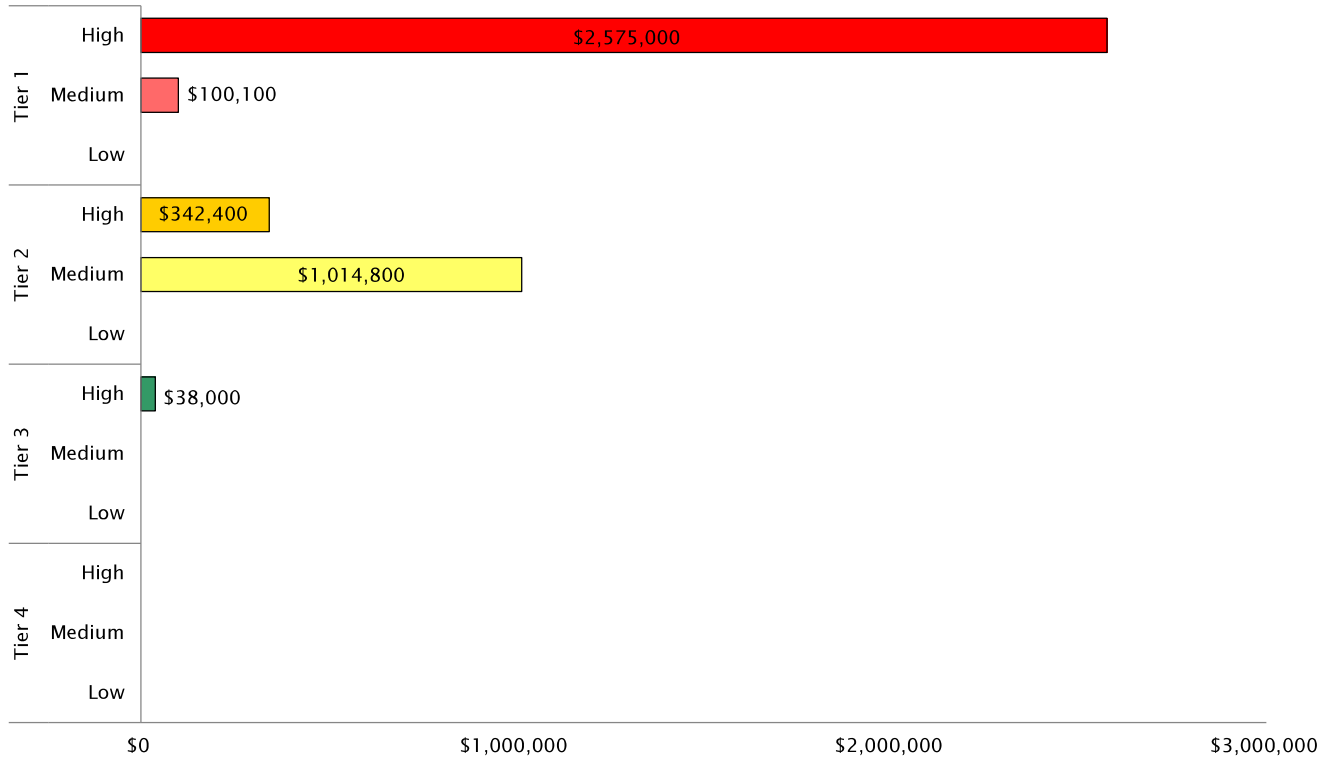 Tier 1
High
$2,575,000
Medium
$100,100
Low
Tier 2
High
$342,400
Medium
$1,014,800
Low
Tier 3
High
$38,000
Medium
Low
Tier 4
High
Medium
Low
$0
$1,000,000
$2,000,000
$3,000,000